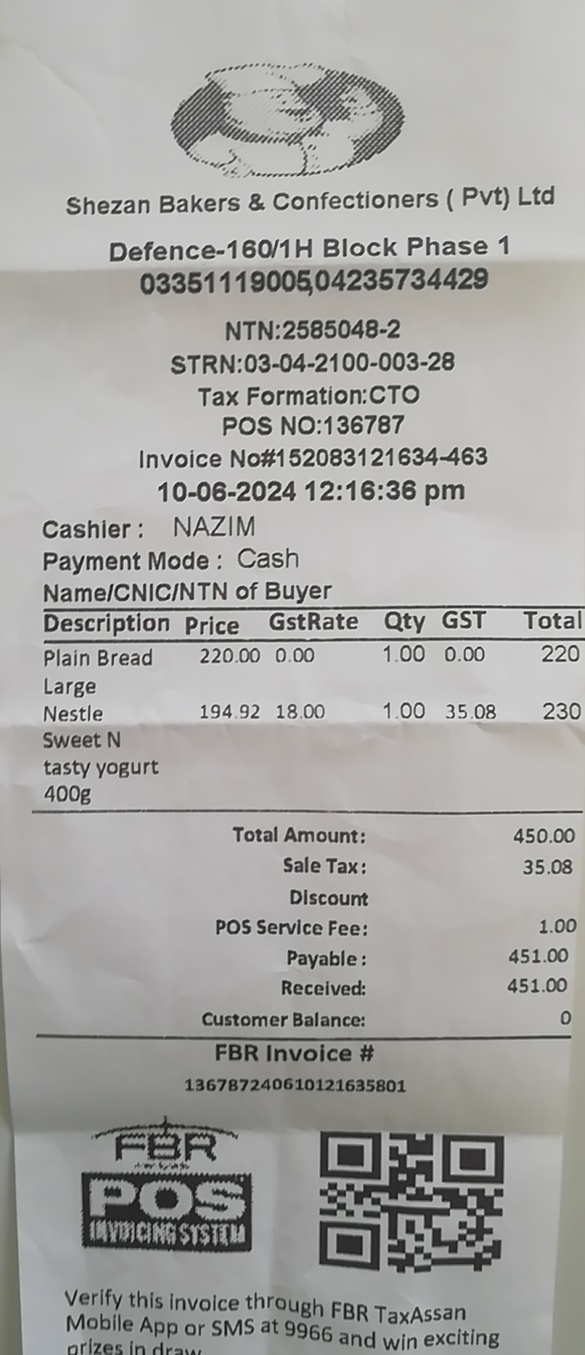 Shezan Bakers & Confectioners ( Pvt) Ltd
Defence-160/1H Block Phase 1
03351119005,04235734429
NTN:2585048-2
STRN:03-04-2100-003-28
Tax Formation:CTO
POS NO:136787
Invoice No#152083121634-463
10-06-2024 12:16:36 pm
Cashier : NAZIM
Payment Mode : Cash
Name/CNIC/NTN of Buyer
Description Price GstRate Qty GST Total
Plain Bread 220.00 0.00 1.00 0.00 220
Large
Nestle 194.92 18.00 1.00 35.08 230
Sweet N
tasty yogurt
400g
Total Amount: 450.00
Sale Tax: 35.08
Discount
POS Service Fee: 1.00
Payable : 451.00
Received: 451.00
Customer Balance: 0
FBR Invoice #
136787240610121635801
FBR
POS
INVOICING SYSTEM
Verify this invoice through FBR TaxAssan
Mobile App or SMS at 9966 and win exciting
prizes in draw